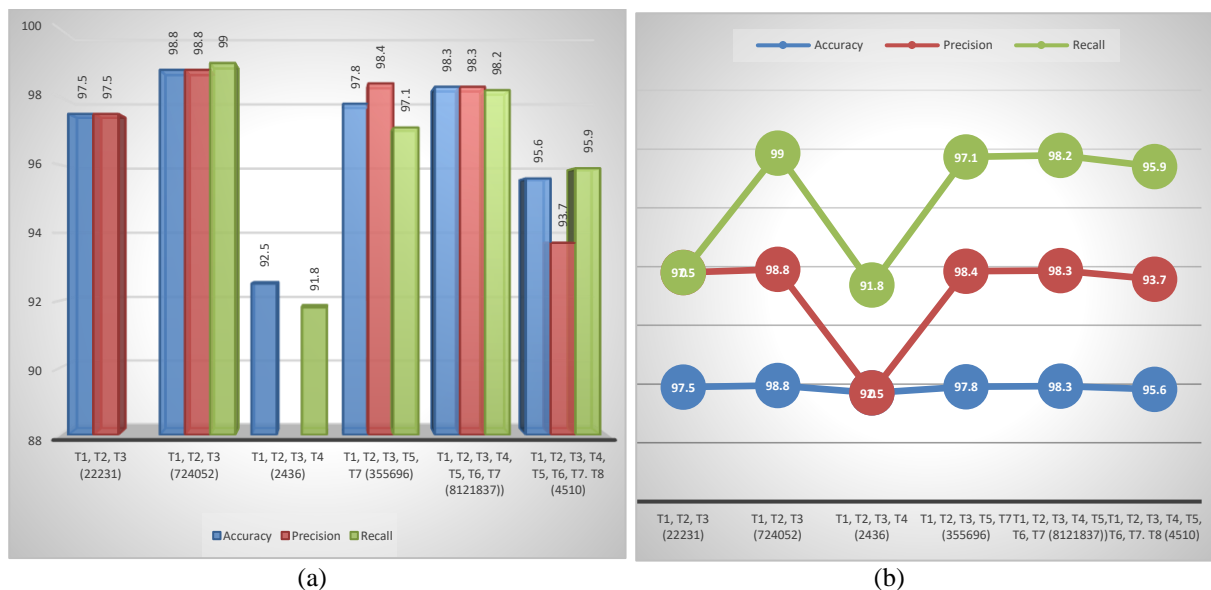 100
98
96
94
92
90
88
97.5
97.5
98.8
98.8
99
92.5
91.8
97.8
98.4
97.1
98.3
98.3
98.2
95.6
93.7
95.9
T1, T2, T3
(22231)
T1, T2, T3
(724052)
T1, T2, T3, T4
(2436)
T1, T2, T3, T5,
T7 (355696)
T1, T2, T3, T4,
T5, T6, T7
(8121837))
T1, T2, T3, T4,
T5, T6, T7. T8
(4510)
Accuracy Precision Recall
(a)
Accuracy Precision Recall
99
97.1
98.2
95.9
98.8
91.8
98.4
98.3
93.7
97.5
98.8
97.8
98.3
95.6
T1, T2, T3
(22231)
T1, T2, T3
(724052)
T1, T2, T3, T4
(2436)
T1, T2, T3, T5, T7
(355696)
T1, T2, T3, T4, T5,
T6, T7 (8121837))
T1, T2, T3, T4, T5,
T6, T7. T8 (4510)
(b)